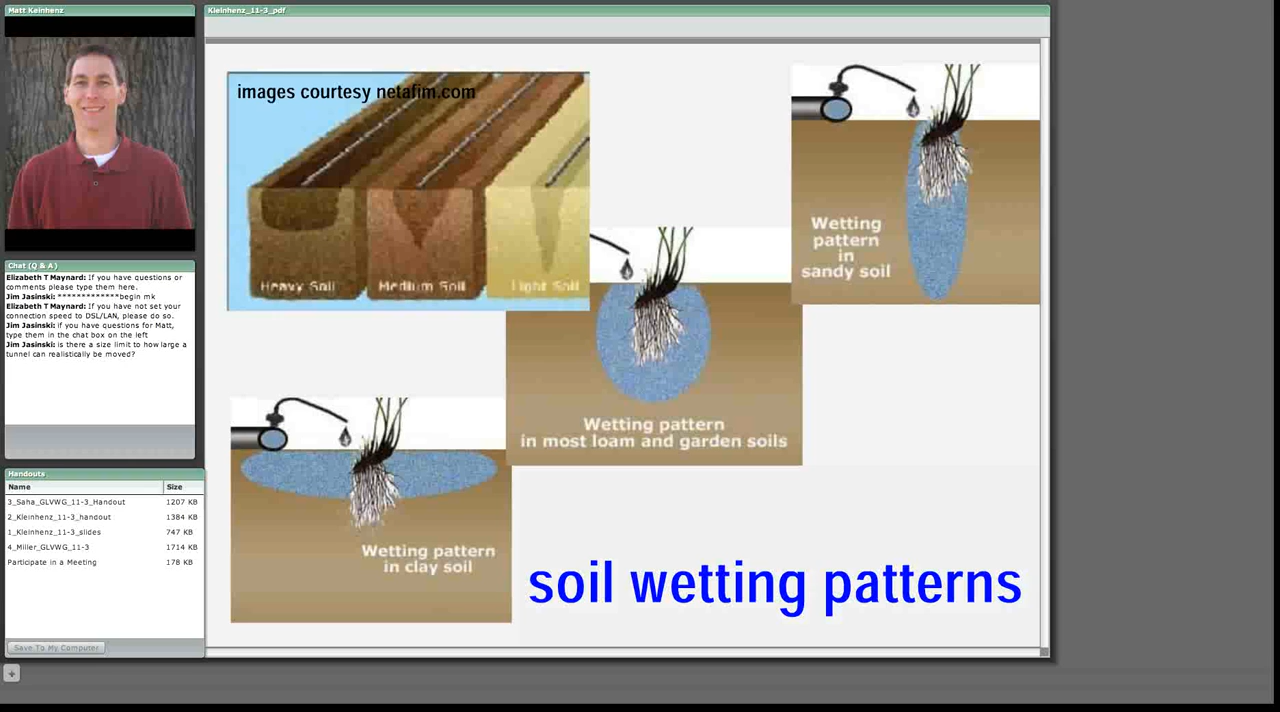 Matt Keinhenz
Chat (Q & A)
Elizabeth T Maynard: If you have questions or
comments please type them here.
Jim Jasinski: *************begin mk
Elizabeth T Maynard: If you have not set your
connection speed to DSL/LAN, please do so.
Jim Jasinski: if you have questions for Matt,
type them in the chat box on the left
Jim Jasinski: is there a size limit to how large a
tunnel can realistically be moved?
Handouts
Name Size
3_Saha_GLVWG_11-3_Handout 1207 KB
2_Kleinhenz_11-3_handout 1384 KB
1_Kleinhenz_11-3_slides 747 KB
4_Miller_GLVWG_11-3 1714 KB
Participate in a Meeting 178 KB
Save To My Computer
Kleinhenz_11-3_pdf
images courtesy netafim.com
Heavy Soil Medium Soil Light Soil
Wetting
pattern
in
sandy soil
Wetting pattern
in most loam and garden soils
Wetting pattern
in clay soil
soil wetting patterns